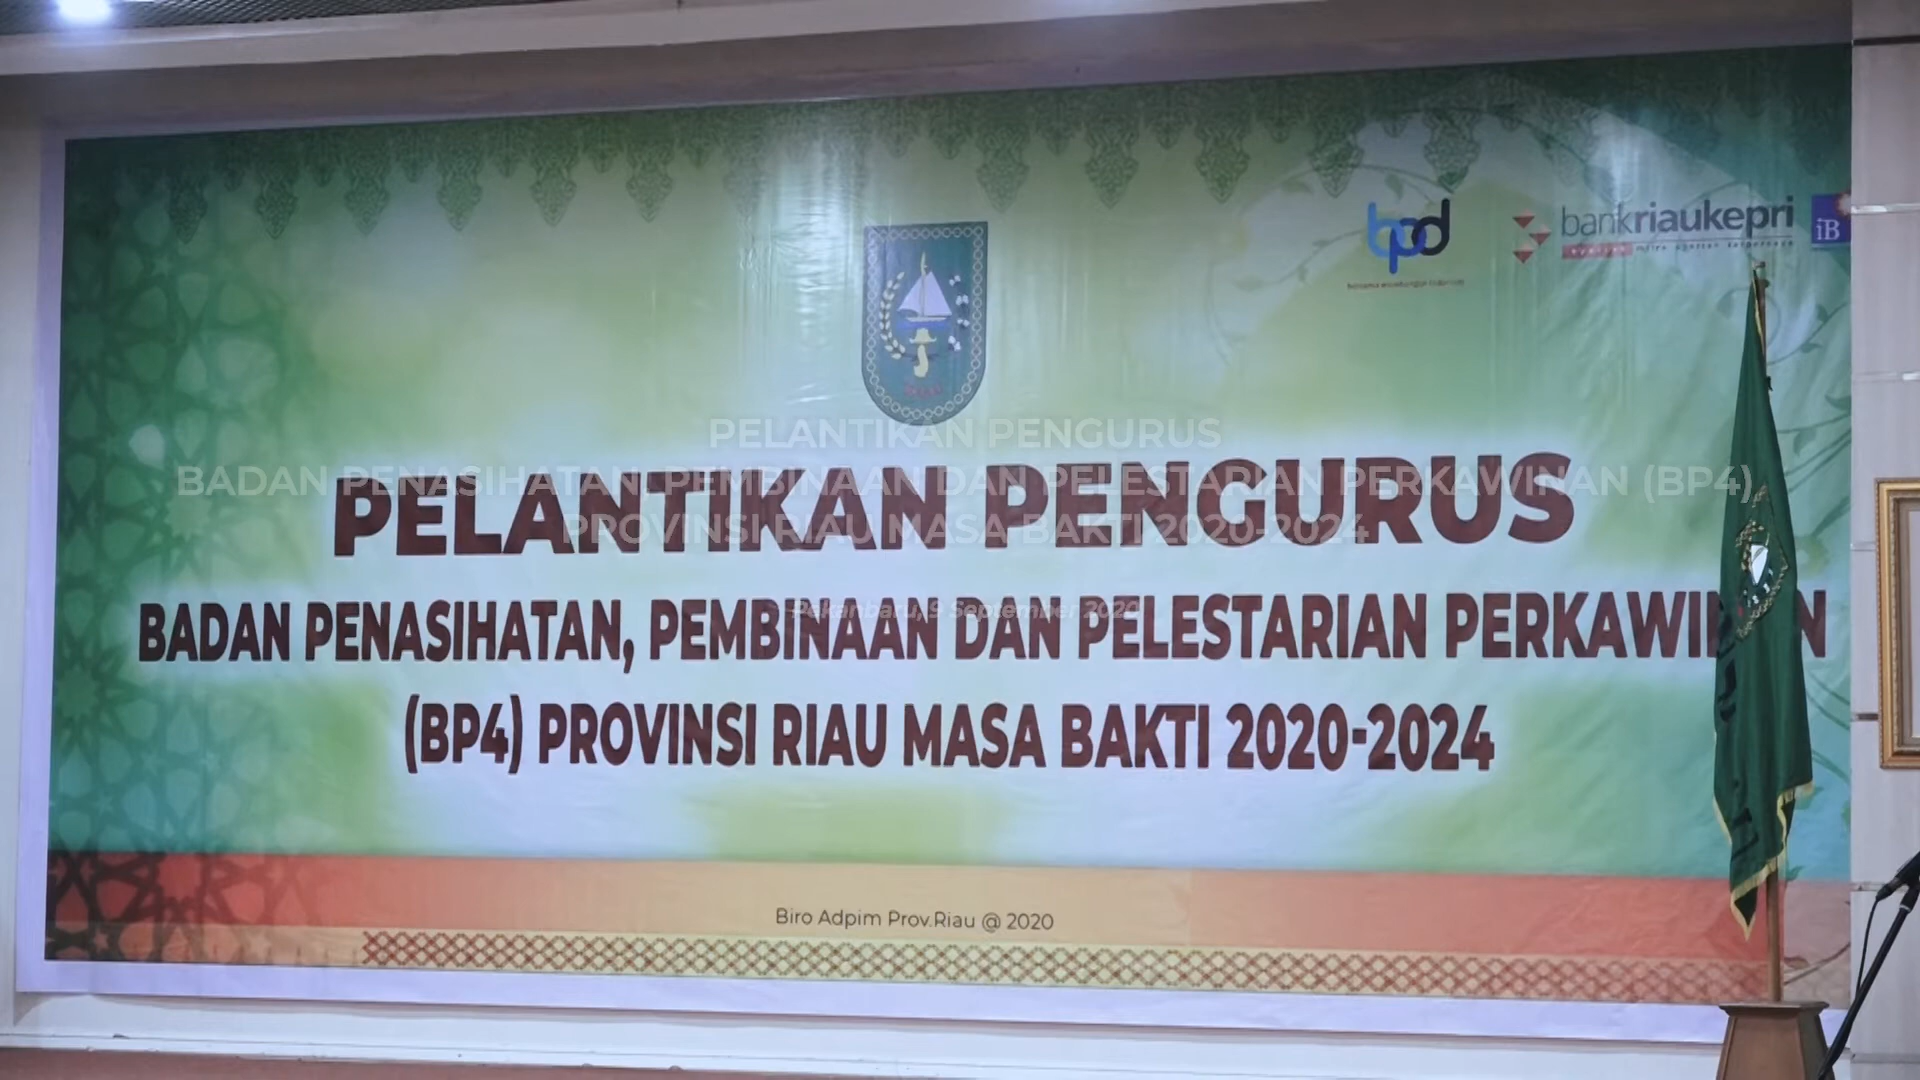 bpd
bankriaukepri
iB
RIAU
PELANTIKAN PENGURUS
BADAN PENASIHATAN, PEMBINAAN DAN PELESTARIAN PERKAWINAN (BP4)
PROVINSI RIAU MASA BAKTI 2020-2024
Pekanbaru, 9 September 2020
PELANTIKAN PENGURUS
BADAN PENASIHATAN, PEMBINAAN DAN PELESTARIAN PERKAWINAN
(BP4) PROVINSI RIAU MASA BAKTI 2020-2024
Biro Adpim Prov.Riau @ 2020